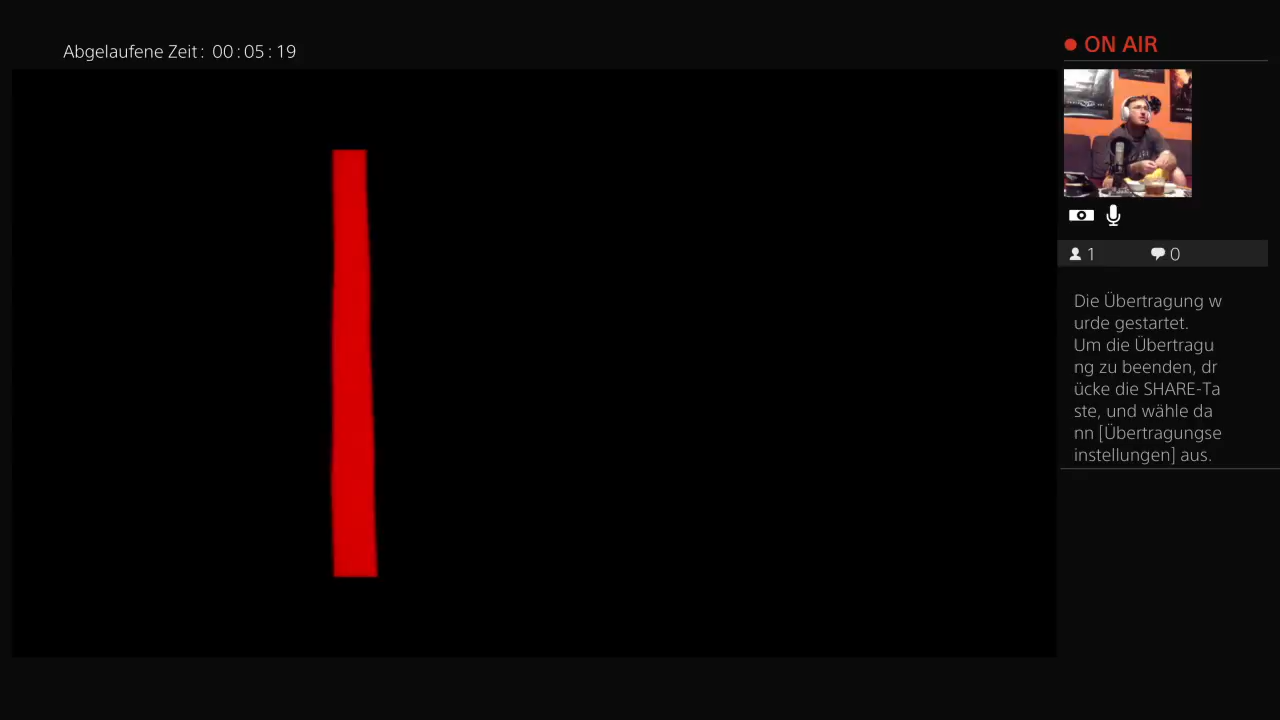 Abgelaufene Zeit: 00:05:19
ON AIR
1 0
Die Übertragung w
urde gestartet.
Um die Übertragu
ng zu beenden, dr
ücke die SHARE-Ta
ste, und wähle da
nn [Übertragungse
instellungen] aus.